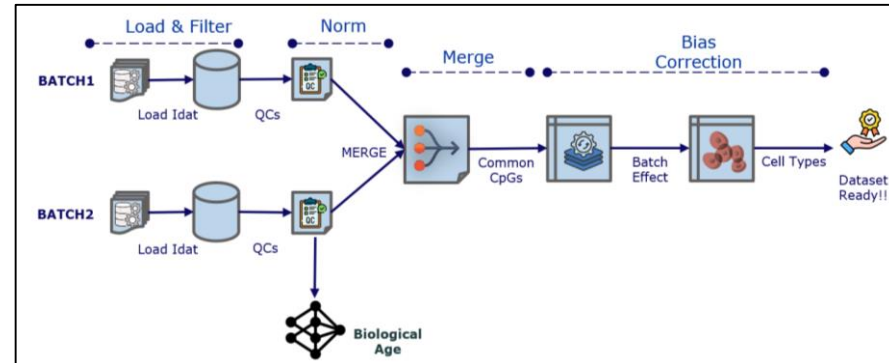 Load & Filter
Norm
Merge
Bias
Correction
BATCH1
Load Idat
QCs
QC
MERGE
Common
CpGs
Batch
Effect
Cell Types
Dataset
Ready!!
BATCH2
Load Idat
QCs
QC
Biological
Age